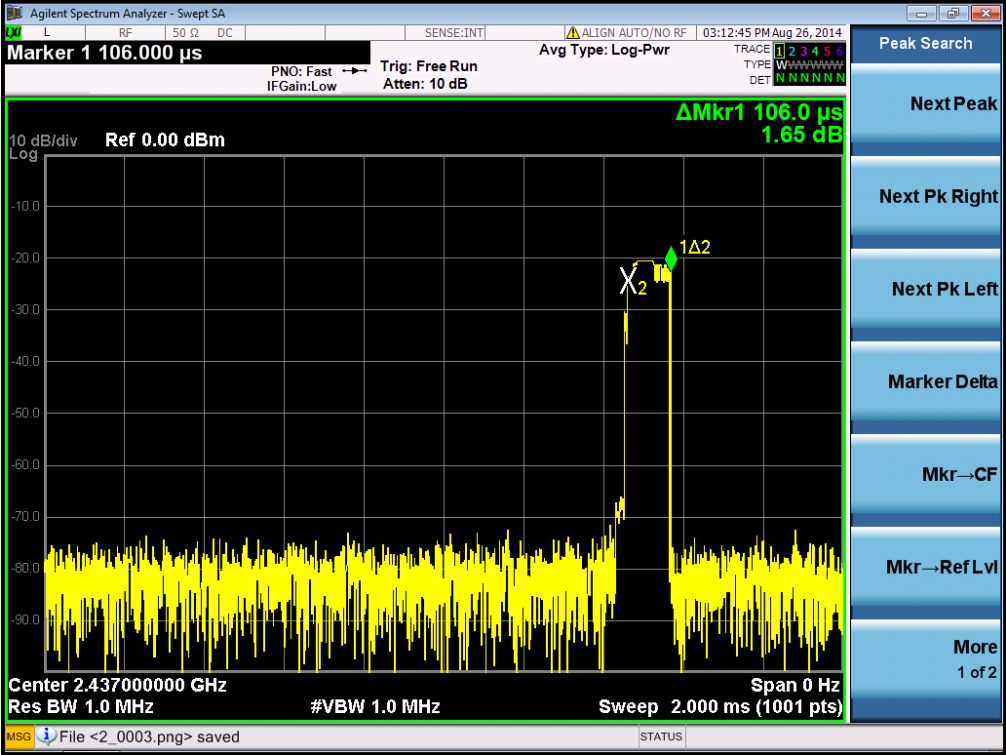 Agilent Spectrum Analyzer - Swept SA
LXI L RF 50 Ω DC SENSE:INT ALIGN AUTO/NO RF 03:12:45 PM Aug 26, 2014
Marker 1 106.000 µs
PNO: Fast
IFGain:Low
Trig: Free Run
Atten: 10 dB
Avg Type: Log-Pwr
TRACE 1 2 3 4 5 6
TYPE WWWWWW
DET N N N N N N
ΔMkr1 106.0 µs
1.65 dB
10 dB/div Ref 0.00 dBm
Log
-10.0
-20.0
-30.0
-40.0
-50.0
-60.0
-70.0
-80.0
-90.0
1Δ2
X2
Center 2.437000000 GHz Span 0 Hz
Res BW 1.0 MHz #VBW 1.0 MHz Sweep 2.000 ms (1001 pts)
MSG File <2_0003.png> saved STATUS
Peak Search
Next Peak
Next Pk Right
Next Pk Left
Marker Delta
Mkr→CF
Mkr→Ref Lvl
More
1 of 2